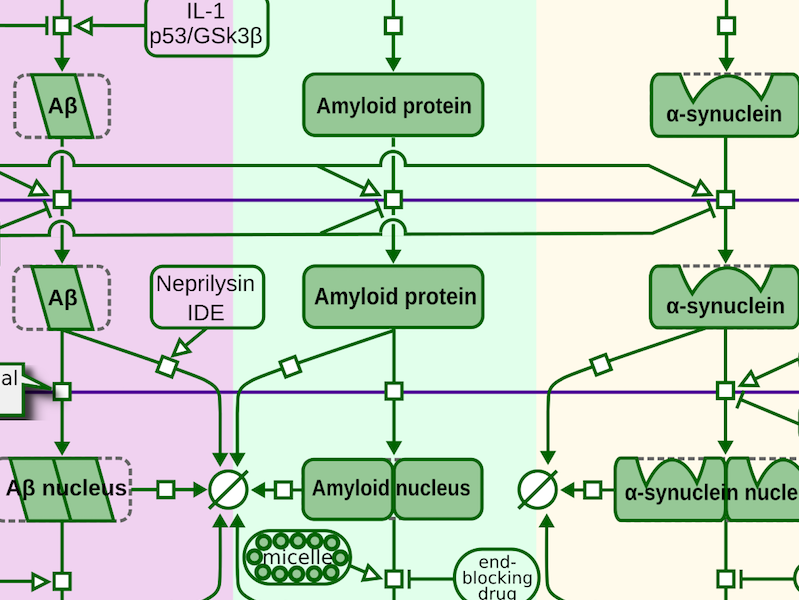 IL-1
p53/GSk3β
Aβ
Amyloid protein
α-synuclein
Aβ
Neprilysin
IDE
Amyloid protein
α-synuclein
al
Aβ nucleus
Amyloid nucleus
α-synuclein nucle
micelle
end-
blocking
drug